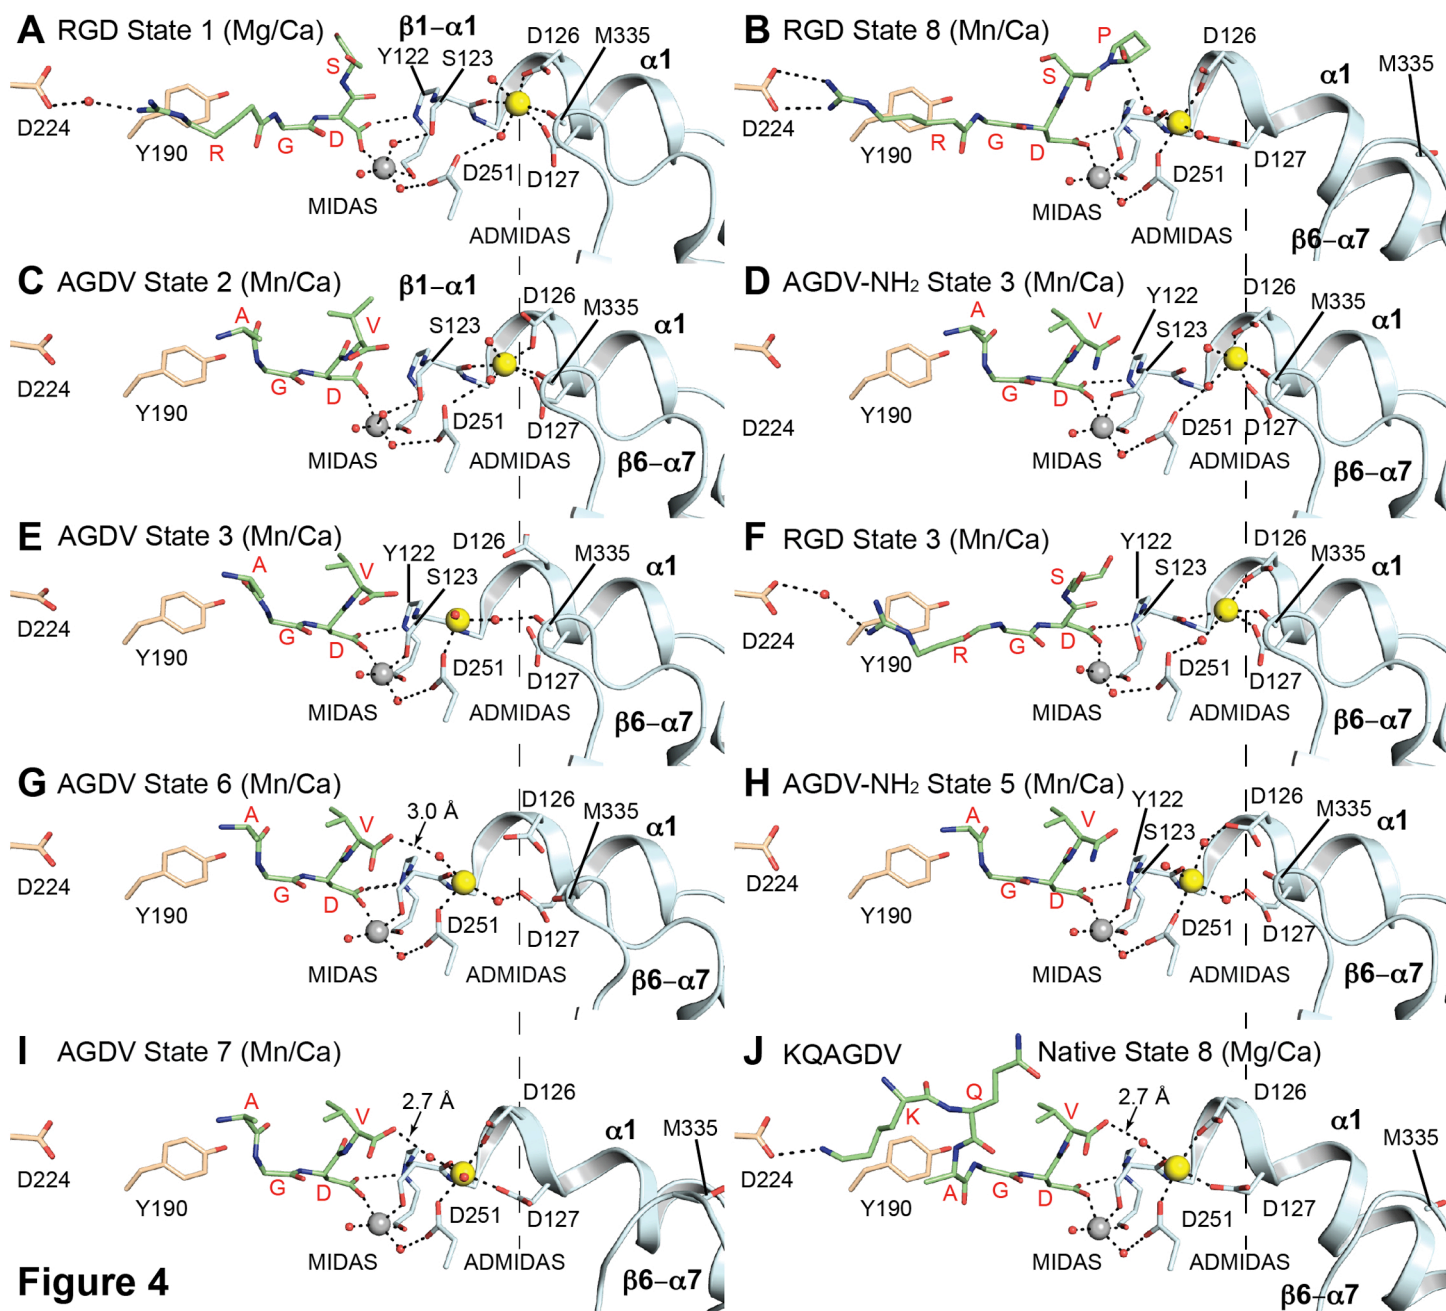 A RGD State 1 (Mg/Ca)
β1–α1
Y122
S123
D126
M335
α1
S
D224
Y190
R
G
D
D251
D127
MIDAS
ADMIDAS
B RGD State 8 (Mn/Ca)
P
D126
α1
M335
S
D224
Y190
R
G
D
D251
D127
MIDAS
ADMIDAS
β6–α7
C AGDV State 2 (Mn/Ca)
β1–α1
D126
M335
α1
A
V
S123
D224
Y190
G
D
D251
D127
MIDAS
ADMIDAS
β6–α7
D AGDV-NH₂ State 3 (Mn/Ca)
Y122
D126
M335
α1
A
V
S123
D224
Y190
G
D
D251
D127
MIDAS
ADMIDAS
β6–α7
E AGDV State 3 (Mn/Ca)
Y122
D126
M335
α1
A
V
S123
D224
Y190
G
D
D251
D127
MIDAS
ADMIDAS
β6–α7
F RGD State 3 (Mn/Ca)
Y122
D126
M335
α1
S
S123
D224
Y190
R
G
D
D251
D127
MIDAS
ADMIDAS
β6–α7
G AGDV State 6 (Mn/Ca)
3.0 Å
D126
M335
α1
A
V
D224
Y190
G
D
D251
D127
MIDAS
ADMIDAS
β6–α7
H AGDV-NH₂ State 5 (Mn/Ca)
Y122
D126
M335
α1
A
V
S123
D224
Y190
G
D
D251
D127
MIDAS
ADMIDAS
β6–α7
I AGDV State 7 (Mn/Ca)
2.7 Å
D126
α1
M335
A
V
D224
Y190
G
D
D251
D127
MIDAS
ADMIDAS
β6–α7
J KQAGDV Native State 8 (Mg/Ca)
2.7 Å
D126
α1
M335
K
Q
V
D224
Y190
A
G
D
D251
D127
MIDAS
ADMIDAS
β6–α7
Figure 4